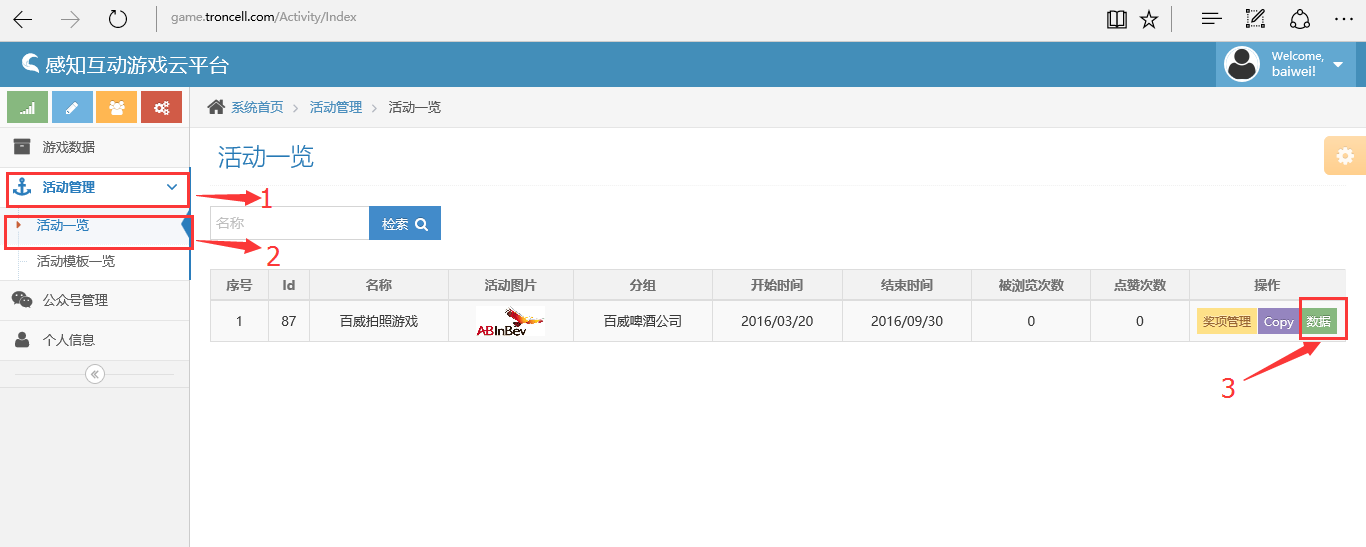 game.troncell.com/Activity/Index
感知互动游戏云平台
Welcome,
baiwei!
系统首页 > 活动管理 > 活动一览
游戏数据
活动管理
活动一览
活动模板一览
公众号管理
个人信息
活动一览
1
2
名称 检索
序号 Id 名称 活动图片 分组 开始时间 结束时间 被浏览次数 点赞次数 操作
1 87 百威拍照游戏 ABInBev 百威啤酒公司 2016/03/20 2016/09/30 0 0 奖项管理 Copy 数据
3